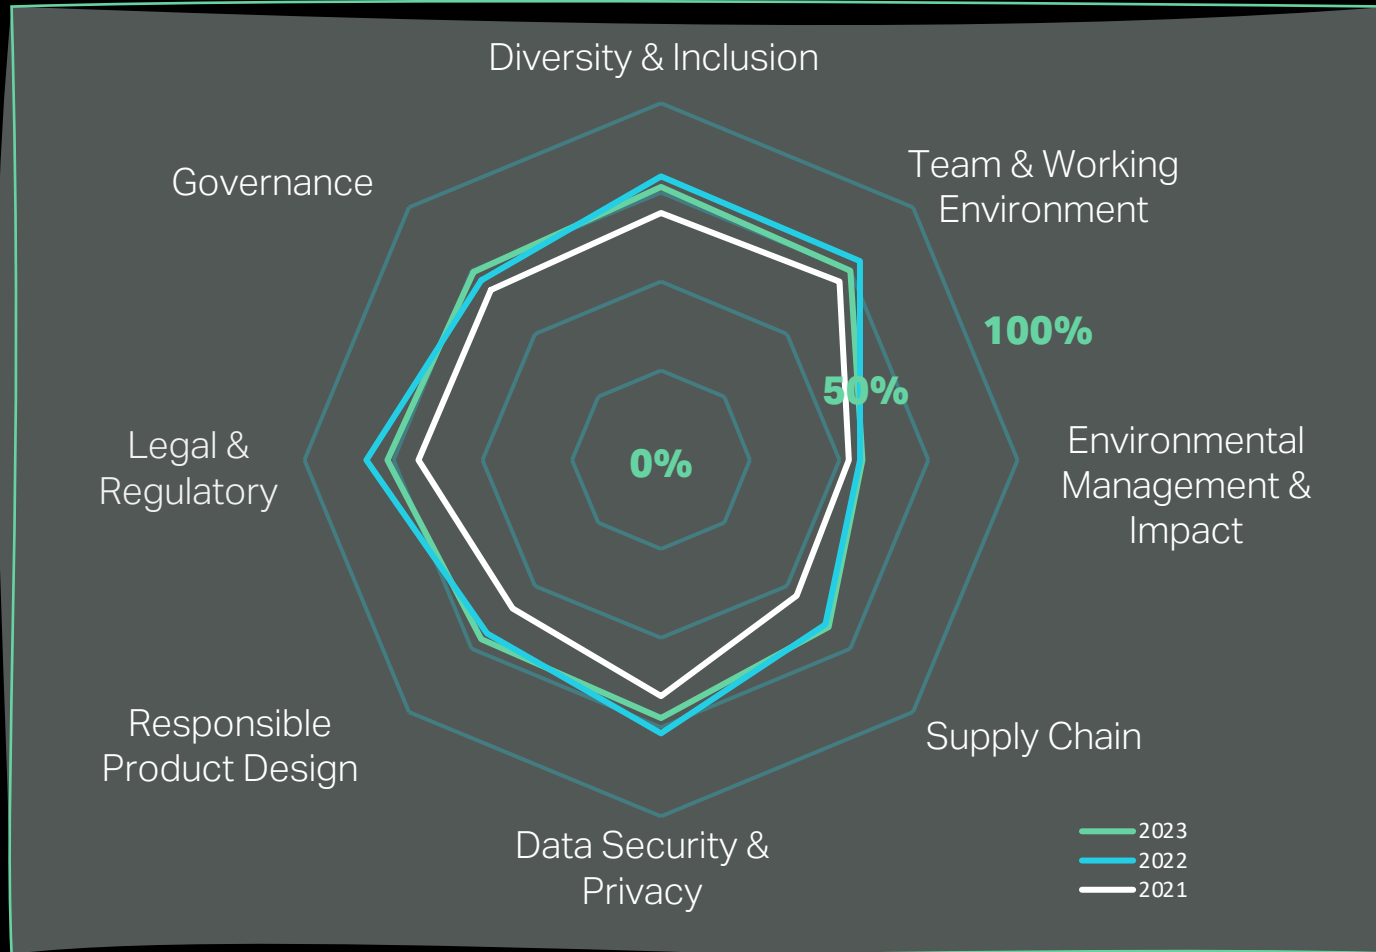 Diversity & Inclusion
Team & Working
Environment
Governance
100%
50%
0%
Environmental
Management &
Impact
Legal &
Regulatory
Responsible
Product Design
Supply Chain
Data Security &
Privacy
2023
2022
2021